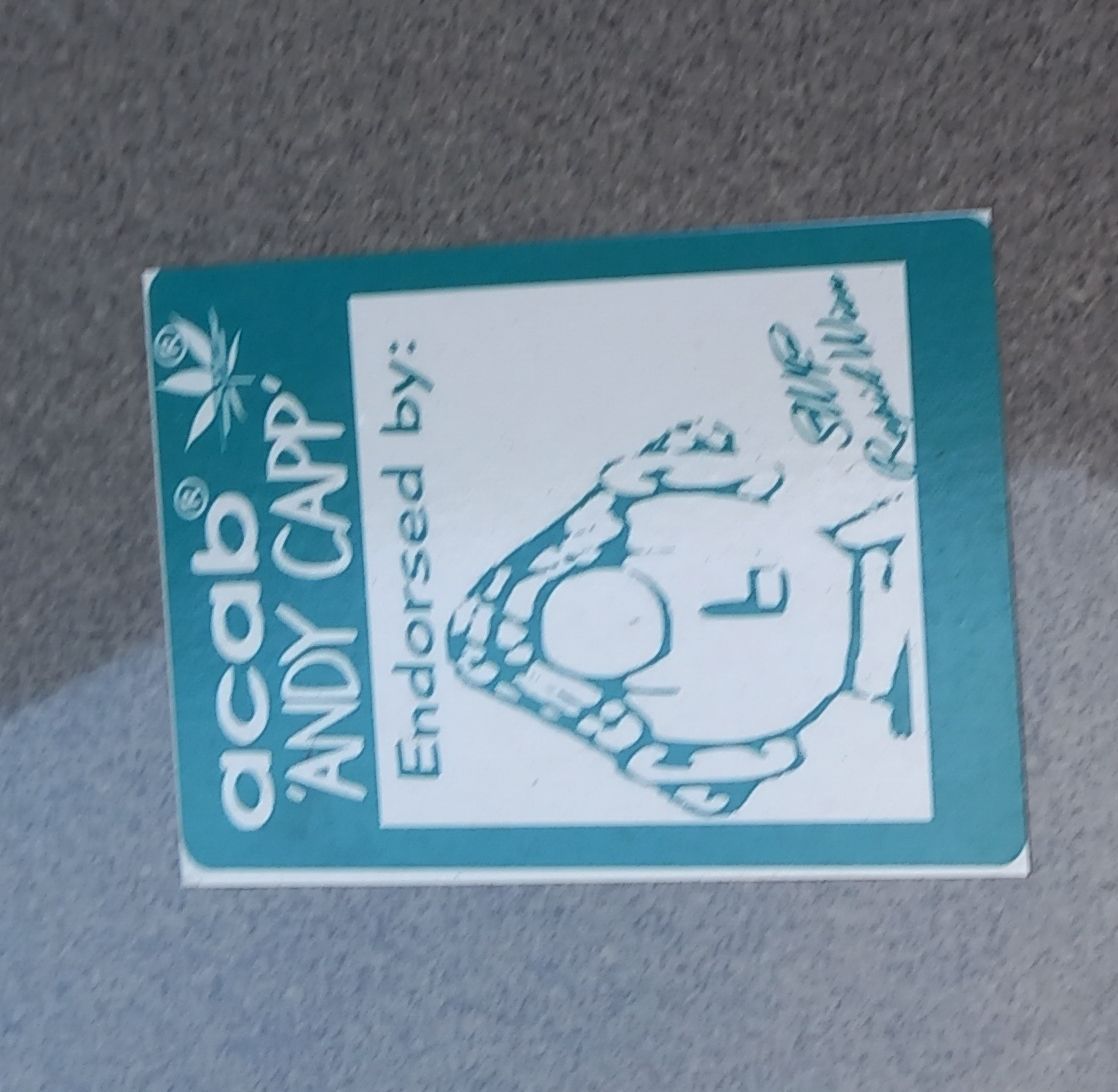 acab®
'ANDY CAPP'
®
Endorsed by: